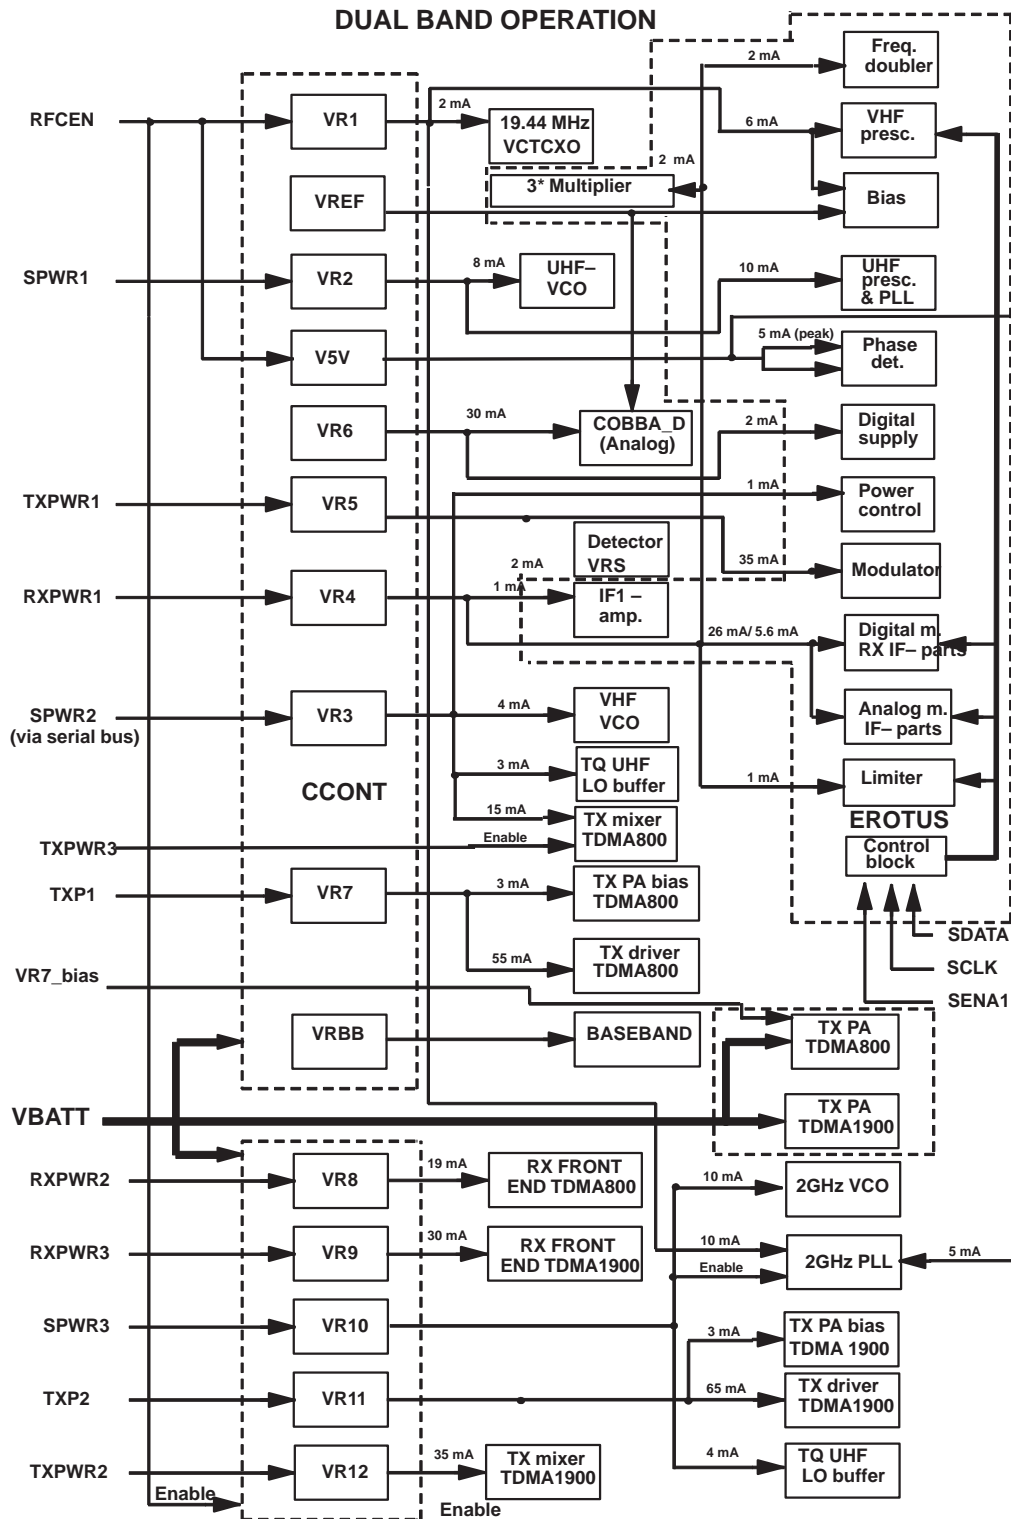 DUAL BAND OPERATION
Freq.
doubler
2 mA
RFCEN
VR1
2 mA
19.44 MHz
VCTCXO
6 mA
VHF
presc.
2 mA
3* Multiplier
VREF
Bias
SPWR1
VR2
8 mA
UHF–
VCO
10 mA
UHF
presc.
& PLL
V5V
5 mA (peak)
Phase
det.
VR6
30 mA
COBBA_D
(Analog)
2 mA
Digital
supply
TXPWR1
VR5
1 mA
Power
control
Detector
VRS
2 mA
35 mA
Modulator
RXPWR1
VR4
1 mA
IF1 –
amp.
26 mA/ 5.6 mA
Digital m.
RX IF– parts
SPWR2
(via serial bus)
VR3
4 mA
VHF
VCO
Analog m.
IF– parts
3 mA
TQ UHF
LO buffer
1 mA
Limiter
CCONT
15 mA
TX mixer
TDMA800
EROTUS
TXPWR3
Enable
Control
block
TXP1
VR7
3 mA
TX PA bias
TDMA800
SDATA
55 mA
TX driver
TDMA800
SCLK
VR7_bias
SENA1
VRBB
BASEBAND
TX PA
TDMA800
VBATT
TX PA
TDMA1900
RXPWR2
VR8
19 mA
RX FRONT
END TDMA800
10 mA
2GHz VCO
RXPWR3
VR9
30 mA
RX FRONT
END TDMA1900
10 mA
Enable
2GHz PLL
5 mA
SPWR3
VR10
3 mA
TX PA bias
TDMA 1900
TXP2
VR11
65 mA
TX driver
TDMA1900
TXPWR2
VR12
35 mA
TX mixer
TDMA1900
4 mA
TQ UHF
LO buffer
Enable
Enable